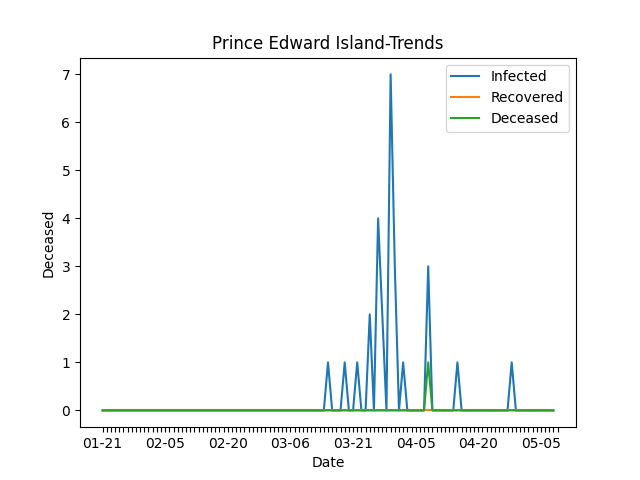 Prince Edward Island-Trends
Infected
Recovered
Deceased
Deceased
7
6
5
4
3
2
1
0
01-21 02-05 02-20 03-06 03-21 04-05 04-20 05-05
Date